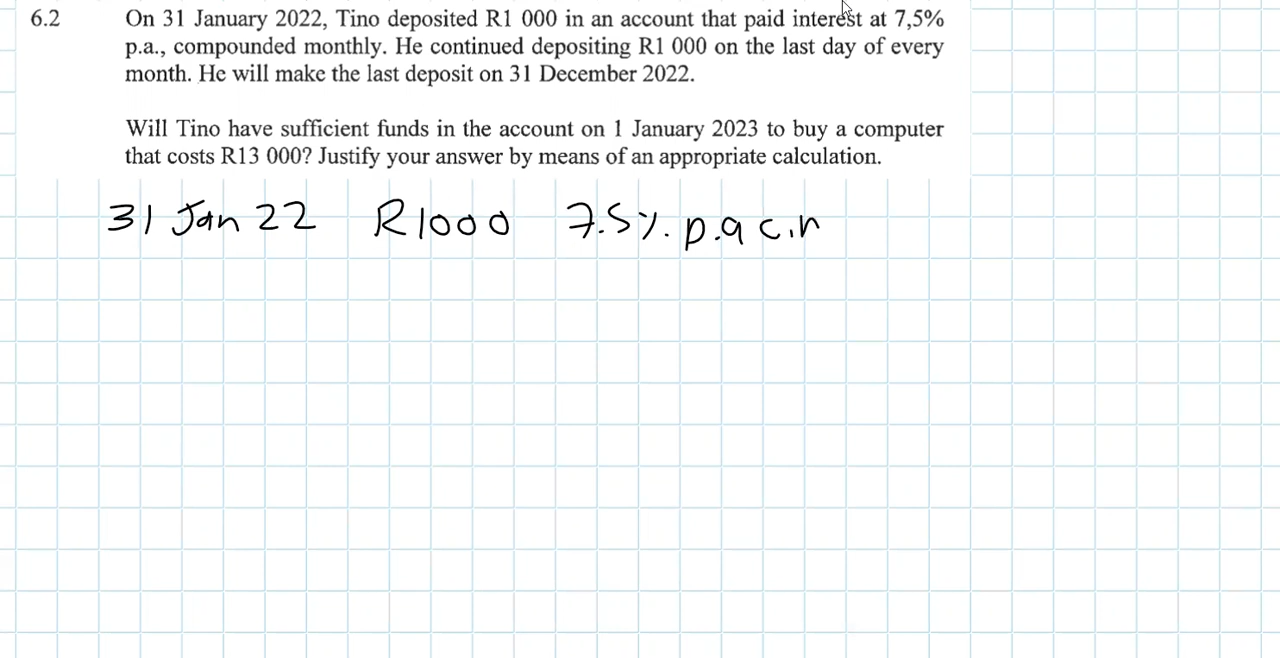 6.2 On 31 January 2022, Tino deposited R1 000 in an account that paid interest at 7,5%
p.a., compounded monthly. He continued depositing R1 000 on the last day of every
month. He will make the last deposit on 31 December 2022.
Will Tino have sufficient funds in the account on 1 January 2023 to buy a computer
that costs R13 000? Justify your answer by means of an appropriate calculation.
31 Jan 22 R1000 7.5%. p.a c.n